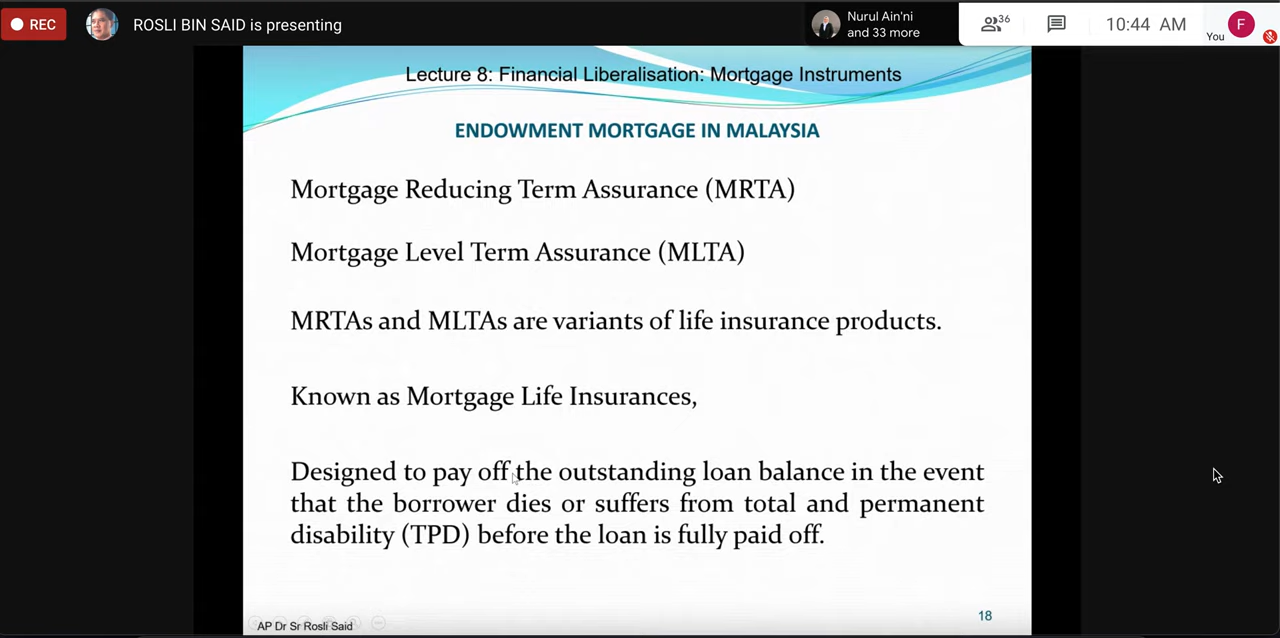 REC
ROSLI BIN SAID is presenting
Nurul Ain'ni
and 33 more
36
10:44 AM
You
F
Lecture 8: Financial Liberalisation: Mortgage Instruments
ENDOWMENT MORTGAGE IN MALAYSIA
Mortgage Reducing Term Assurance (MRTA)
Mortgage Level Term Assurance (MLTA)
MRTAs and MLTAs are variants of life insurance products.
Known as Mortgage Life Insurances,
Designed to pay off the outstanding loan balance in the event
that the borrower dies or suffers from total and permanent
disability (TPD) before the loan is fully paid off.
18
AP Dr Sr Rosli Said